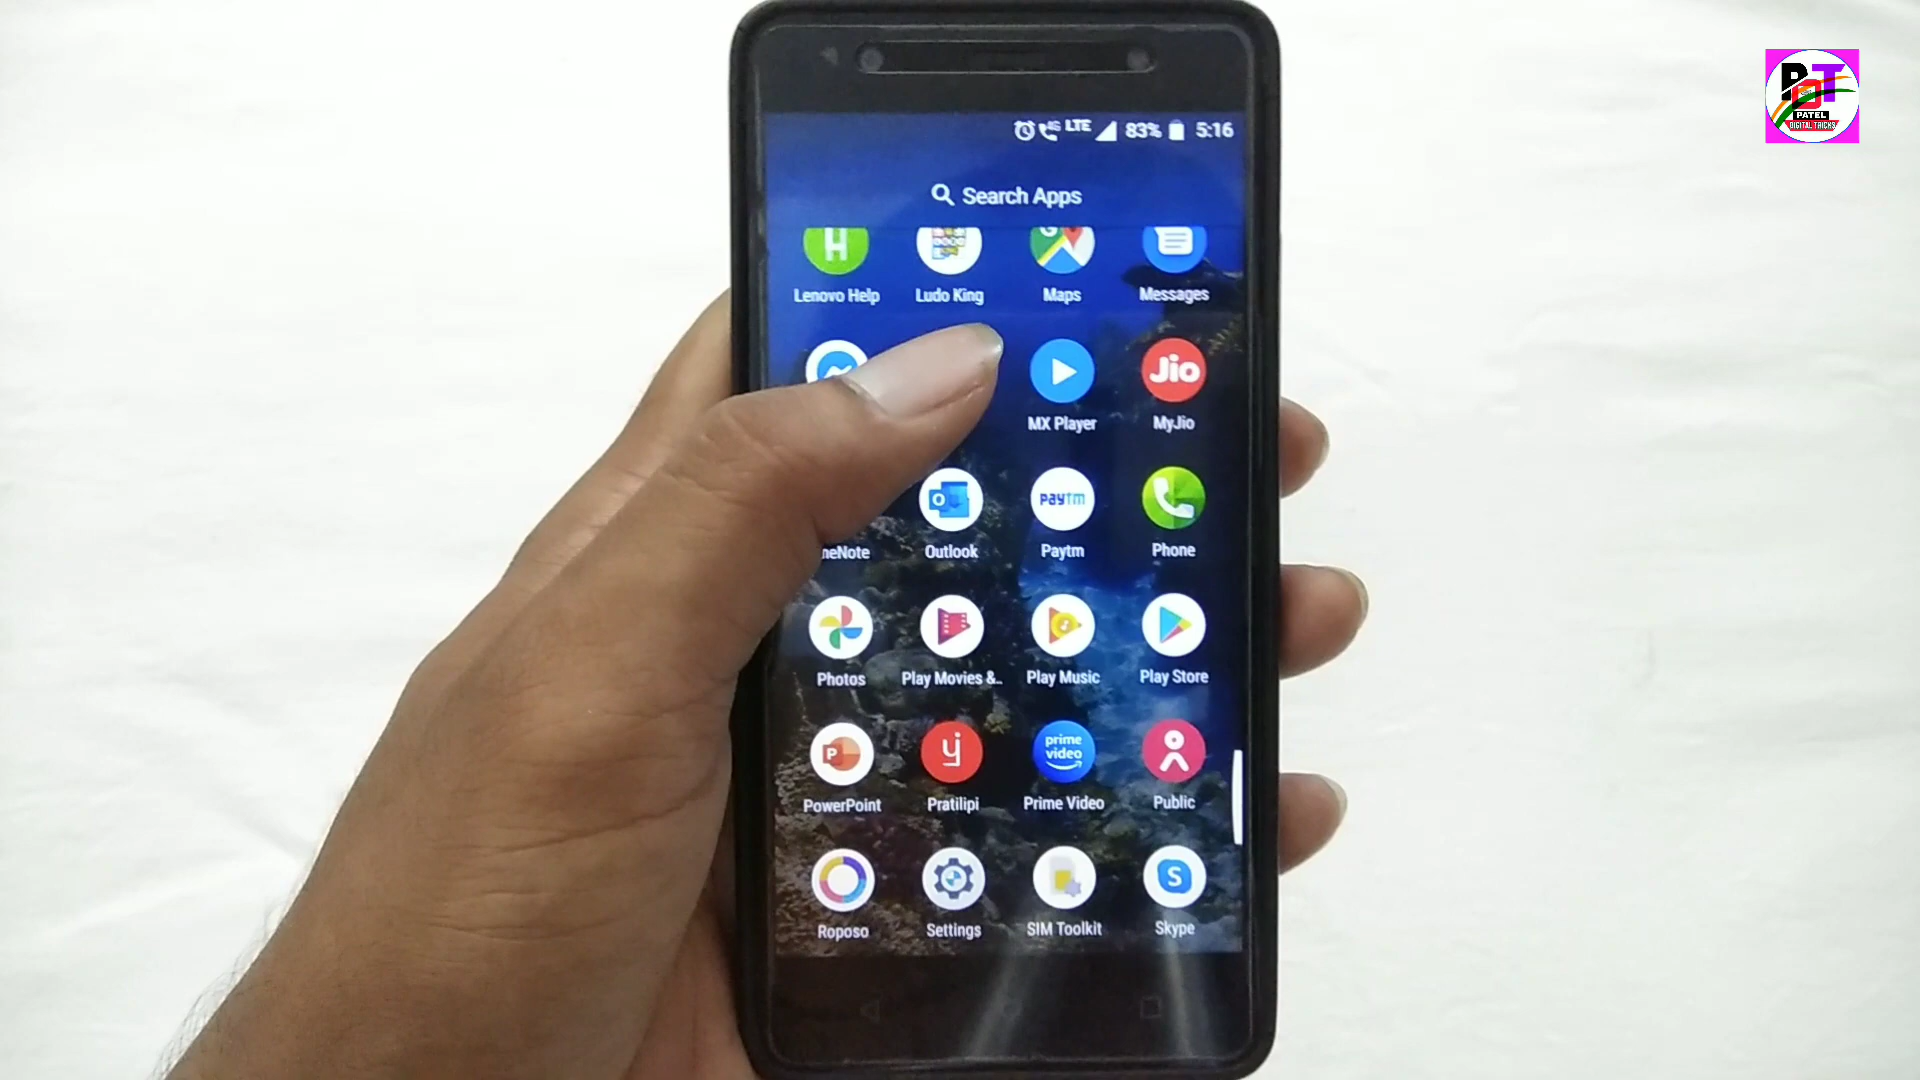 LTE 83% 5:16
Search Apps
Lenovo Help Ludo King Maps Messages
Jio
MX Player MyJio
paytm
neNote Outlook Paytm Phone
Photos Play Movies &.. Play Music Play Store
prime
video
PowerPoint Pratilipi Prime Video Public
Roposo Settings SIM Toolkit Skype
PDT
PATEL
DIGITAL TRICKS